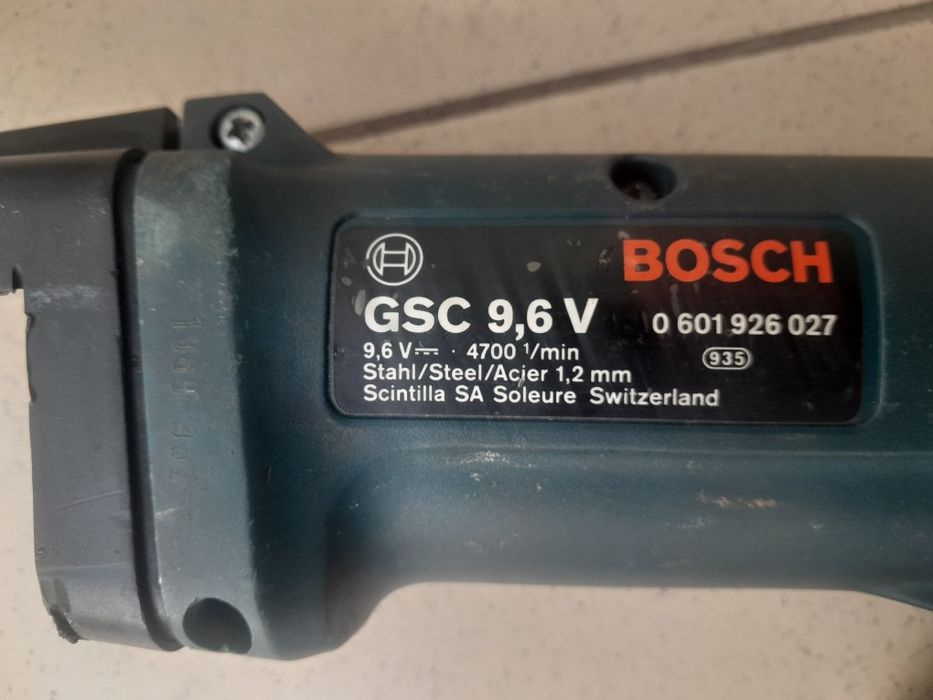 BOSCH
GSC 9,6 V 0 601 926 027
9,6 V⎓ · 4700 ¹/min 935
Stahl/Steel/Acier 1,2 mm
Scintilla SA Soleure Switzerland